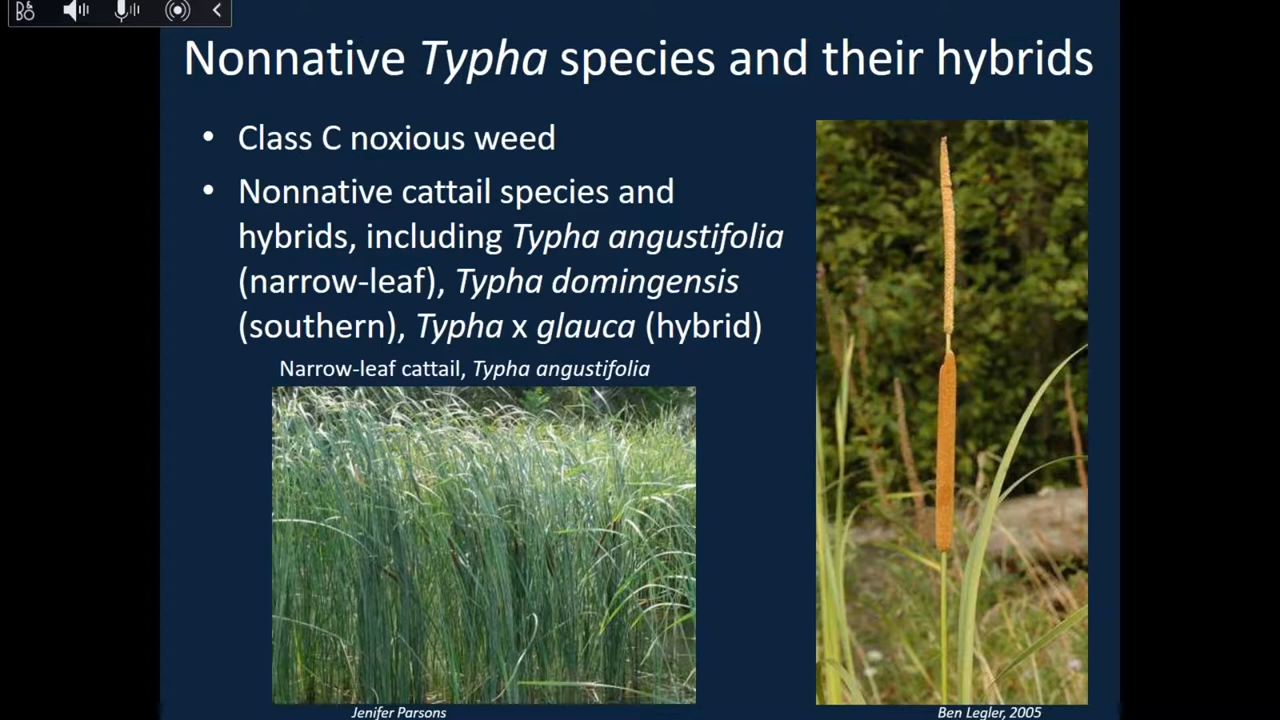 B&O
Nonnative Typha species and their hybrids
• Class C noxious weed
• Nonnative cattail species and
hybrids, including Typha angustifolia
(narrow-leaf), Typha domingensis
(southern), Typha x glauca (hybrid)
Narrow-leaf cattail, Typha angustifolia
Jenifer Parsons
Ben Legler, 2005